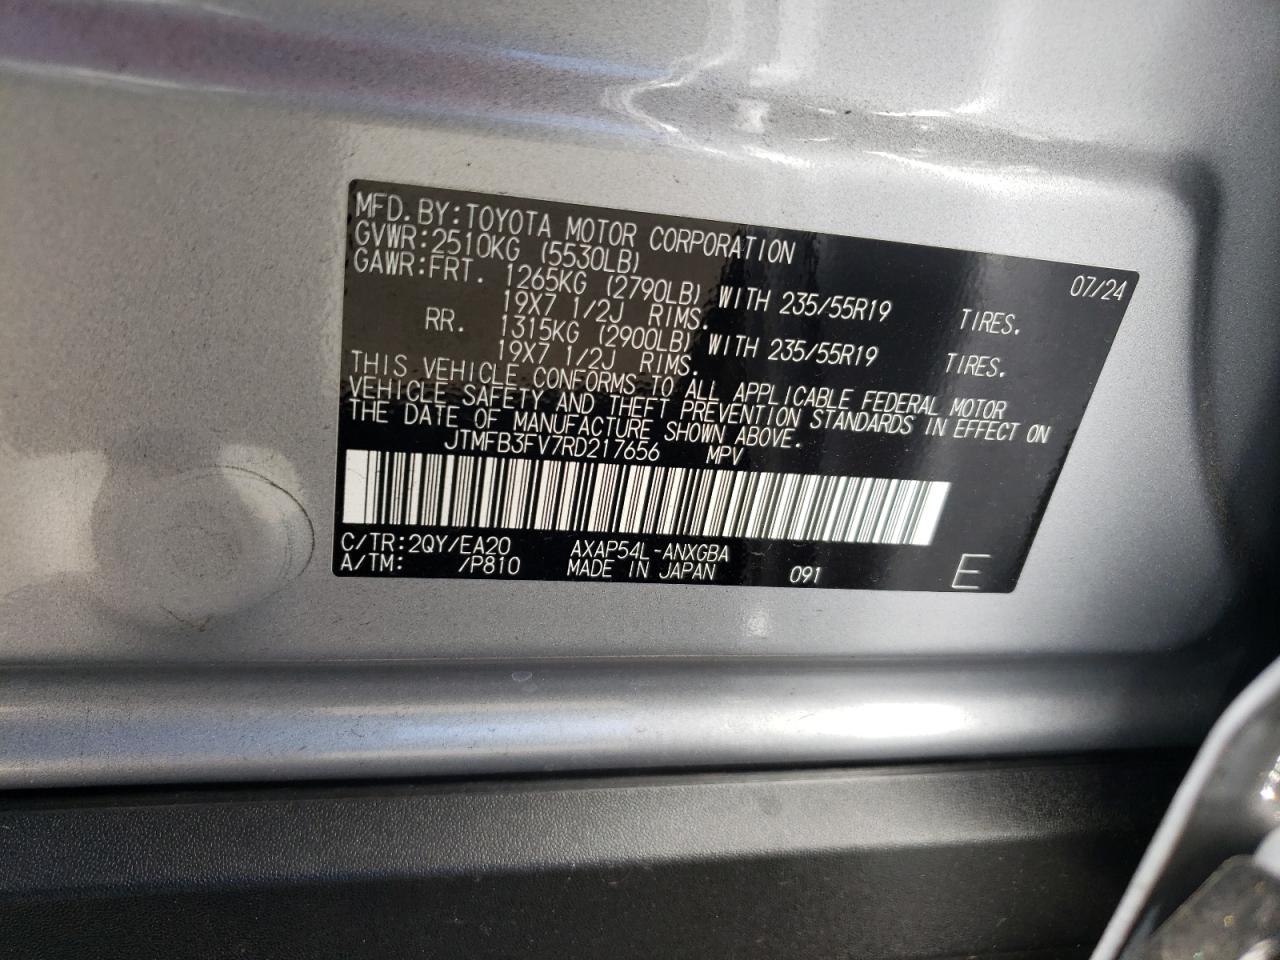 MFD. BY:TOYOTA MOTOR CORPORATION 07/24
GVWR:2510KG (5530LB)
GAWR:FRT. 1265KG (2790LB) WITH 235/55R19 TIRES.
19X7 1/2J RIMS.
RR. 1315KG (2900LB) WITH 235/55R19 TIRES.
19X7 1/2J RIMS.
THIS VEHICLE CONFORMS TO ALL APPLICABLE FEDERAL MOTOR
VEHICLE SAFETY AND THEFT PREVENTION STANDARDS IN EFFECT ON
THE DATE OF MANUFACTURE SHOWN ABOVE.
JTMFB3FV7RD217656 MPV
C/TR:2QY/EA20 AXAP54L-ANXGBA
A/TM: /P810 MADE IN JAPAN 091 E